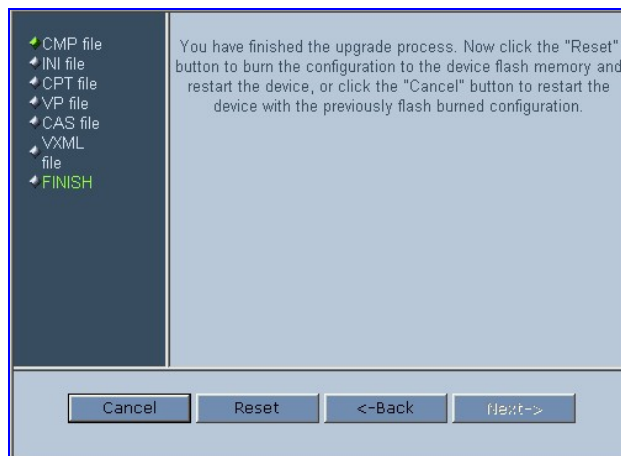 CMP file
INI file
CPT file
VP file
CAS file
VXML
file
FINISH
You have finished the upgrade process. Now click the "Reset"
button to burn the configuration to the device flash memory and
restart the device, or click the "Cancel" button to restart the
device with the previously flash burned configuration.
Cancel
Reset
<-Back
Next->